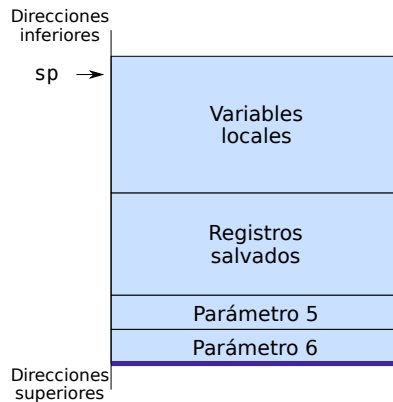 Direcciones
inferiores
sp
Variables
locales
Registros
salvados
Parámetro 5
Parámetro 6
Direcciones
superiores